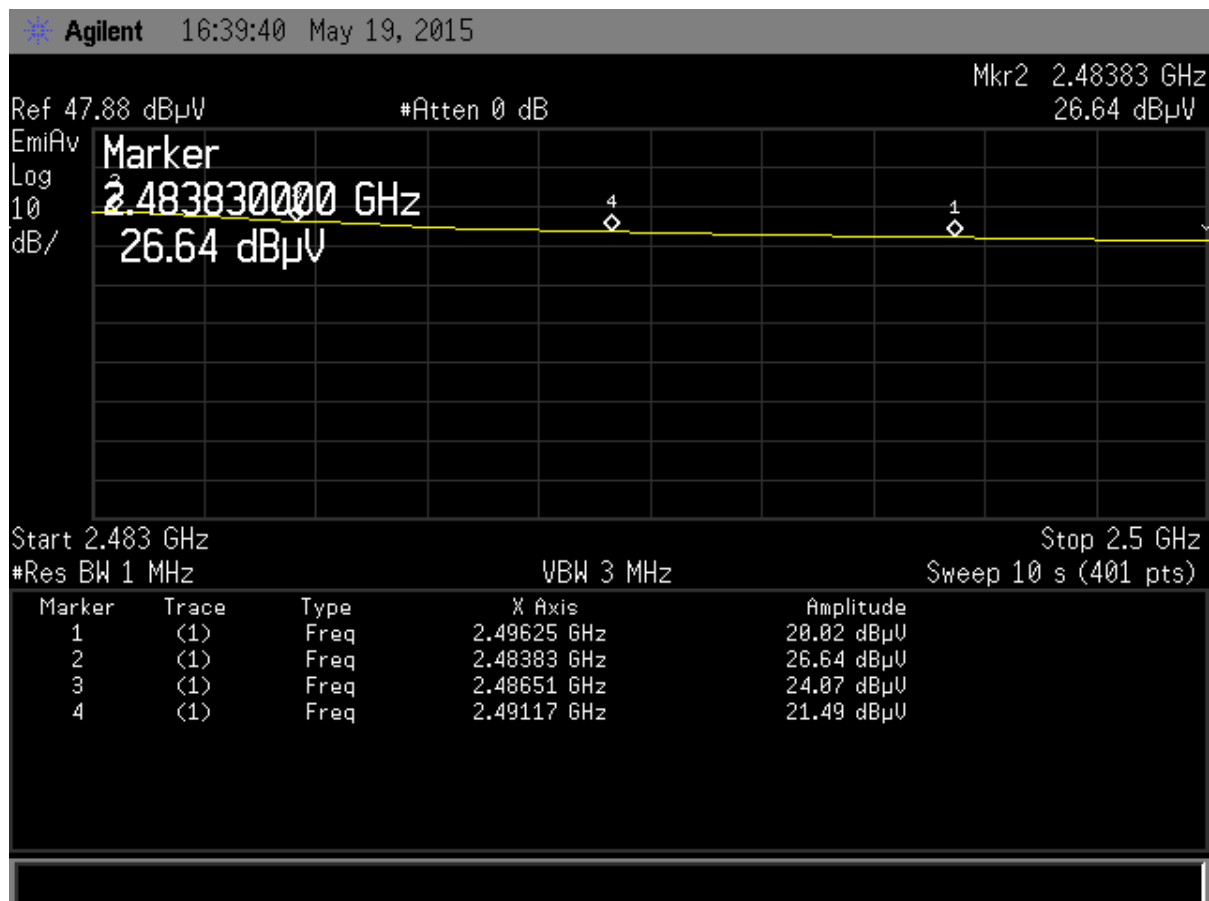 Agilent 16:39:40 May 19, 2015
Mkr2 2.48383 GHz
Ref 47.88 dBµV #Atten 0 dB 26.64 dBµV
EmiAv
Log
10
dB/
Marker
2.483830000 GHz
26.64 dBµV
4
1
Start 2.483 GHz Stop 2.5 GHz
#Res BW 1 MHz VBW 3 MHz Sweep 10 s (401 pts)
Marker Trace Type X Axis Amplitude
1 (1) Freq 2.49625 GHz 20.02 dBµV
2 (1) Freq 2.48383 GHz 26.64 dBµV
3 (1) Freq 2.48651 GHz 24.07 dBµV
4 (1) Freq 2.49117 GHz 21.49 dBµV